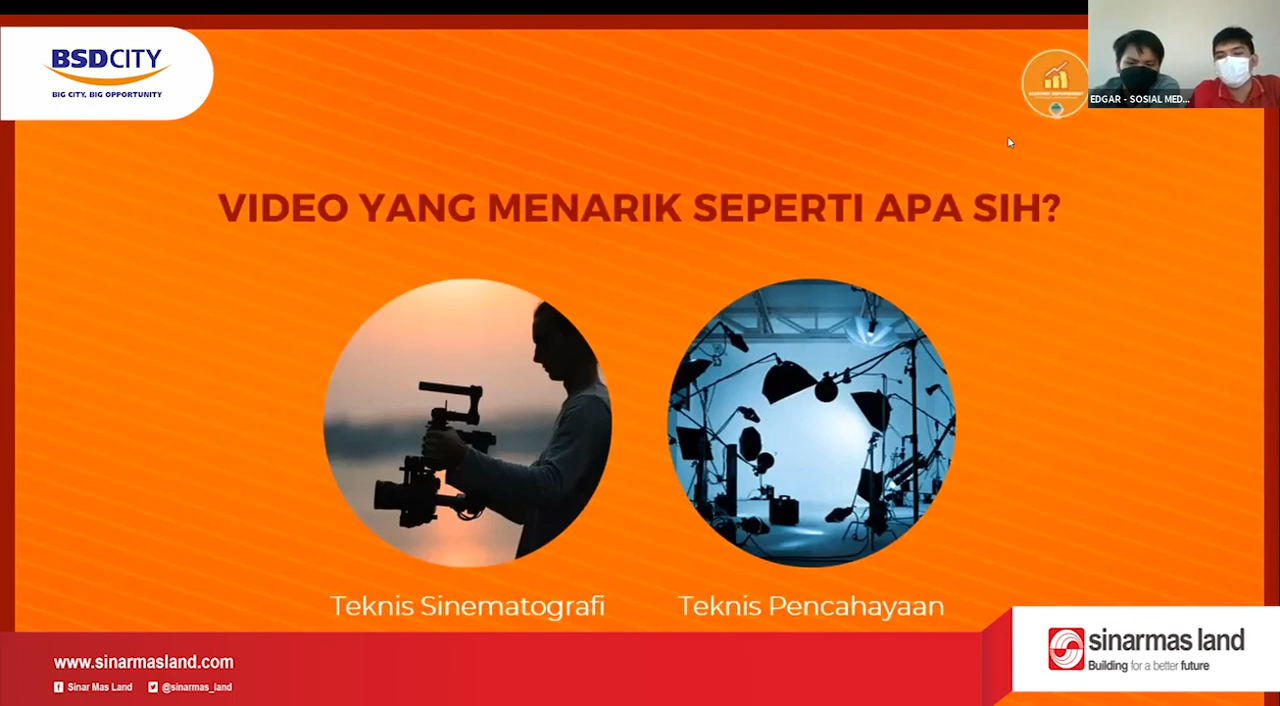 BSDCITY
BIG CITY, BIG OPPORTUNITY
EDGAR - SOSIAL MED...
VIDEO YANG MENARIK SEPERTI APA SIH?
Teknis Sinematografi
Teknis Pencahayaan
www.sinarmasland.com
Sinar Mas Land
@sinarmas_land
sinarmas land
Building for a better future